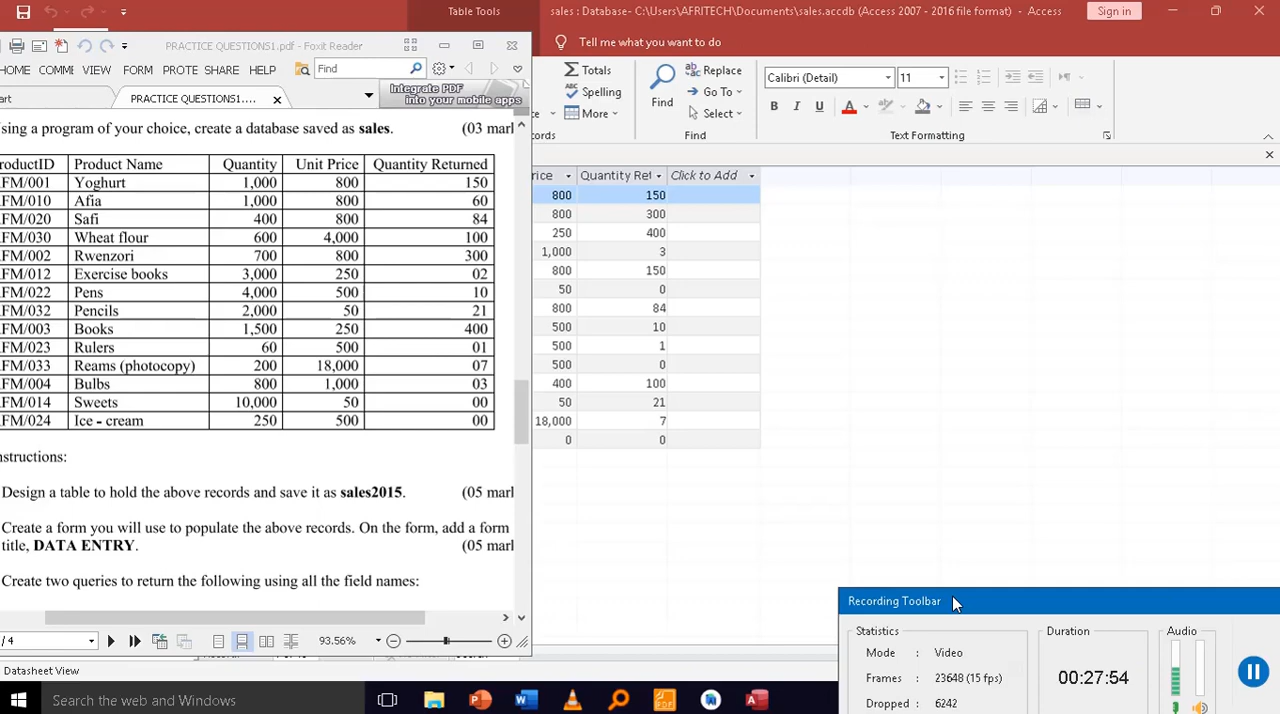 Table Tools
sales : Database- C:\Users\AFRITECH\Documents\sales.accdb (Access 2007 - 2016 file format) - Access
Sign in
PRACTICE QUESTIONS1.pdf - Foxit Reader
Tell me what you want to do
HOME COMME VIEW FORM PROTE SHARE HELP
Find
art
PRACTICE QUESTIONS1....
Integrate PDF
into your mobile apps
Totals
Spelling
More
cords
Find
Replace
Go To
Select
Find
Calibri (Detail)
11
B I U A
Text Formatting
sing a program of your choice, create a database saved as sales. (03 mark
roductID Product Name Quantity Unit Price Quantity Returned
FM/001 Yoghurt 1,000 800 150
FM/010 Afia 1,000 800 60
FM/020 Safi 400 800 84
FM/030 Wheat flour 600 4,000 100
FM/002 Rwenzori 700 800 300
FM/012 Exercise books 3,000 250 02
FM/022 Pens 4,000 500 10
FM/032 Pencils 2,000 50 21
FM/003 Books 1,500 250 400
FM/023 Rulers 60 500 01
FM/033 Reams (photocopy) 200 18,000 07
FM/004 Bulbs 800 1,000 03
FM/014 Sweets 10,000 50 00
FM/024 Ice - cream 250 500 00
nstructions:
Design a table to hold the above records and save it as sales2015. (05 mark
Create a form you will use to populate the above records. On the form, add a form
title, DATA ENTRY. (05 mark
Create two queries to return the following using all the field names:
rice Quantity Ret Click to Add
800 150
800 300
250 400
1,000 3
800 150
50 0
800 84
500 10
500 1
500 0
400 100
50 21
18,000 7
0 0
/ 4
93.56%
Datasheet View
Search the web and Windows
Recording Toolbar
Statistics
Mode : Video
Frames : 23648 (15 fps)
Dropped : 6242
Duration
00:27:54
Audio